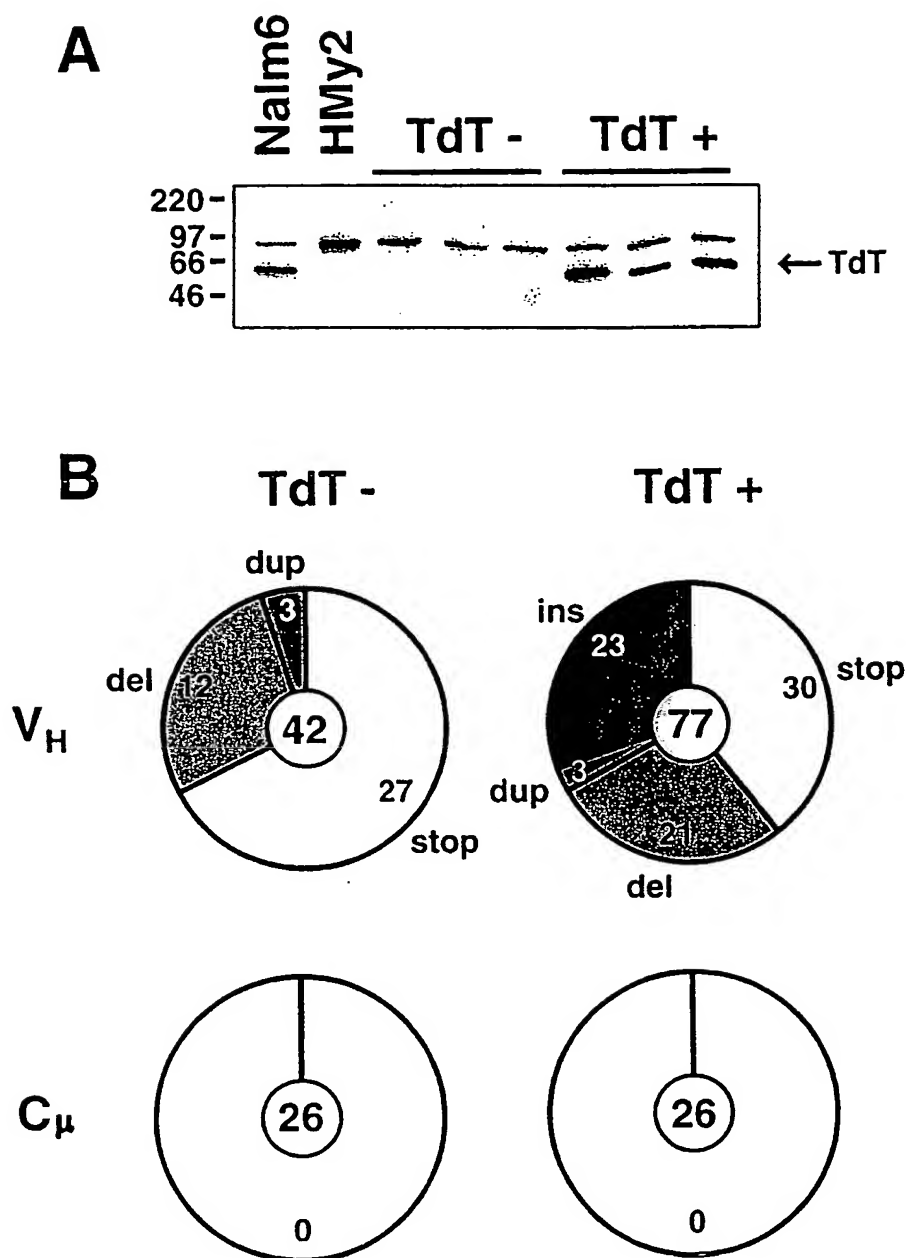 A
Nalm6
HMy2
TdT -
TdT +
220
97
66
46
← TdT
B
TdT -
TdT +
VH
dup
3
del
12
42
27
stop
ins
23
30
stop
77
dup
3
21
del
Cμ
26
0
26
0